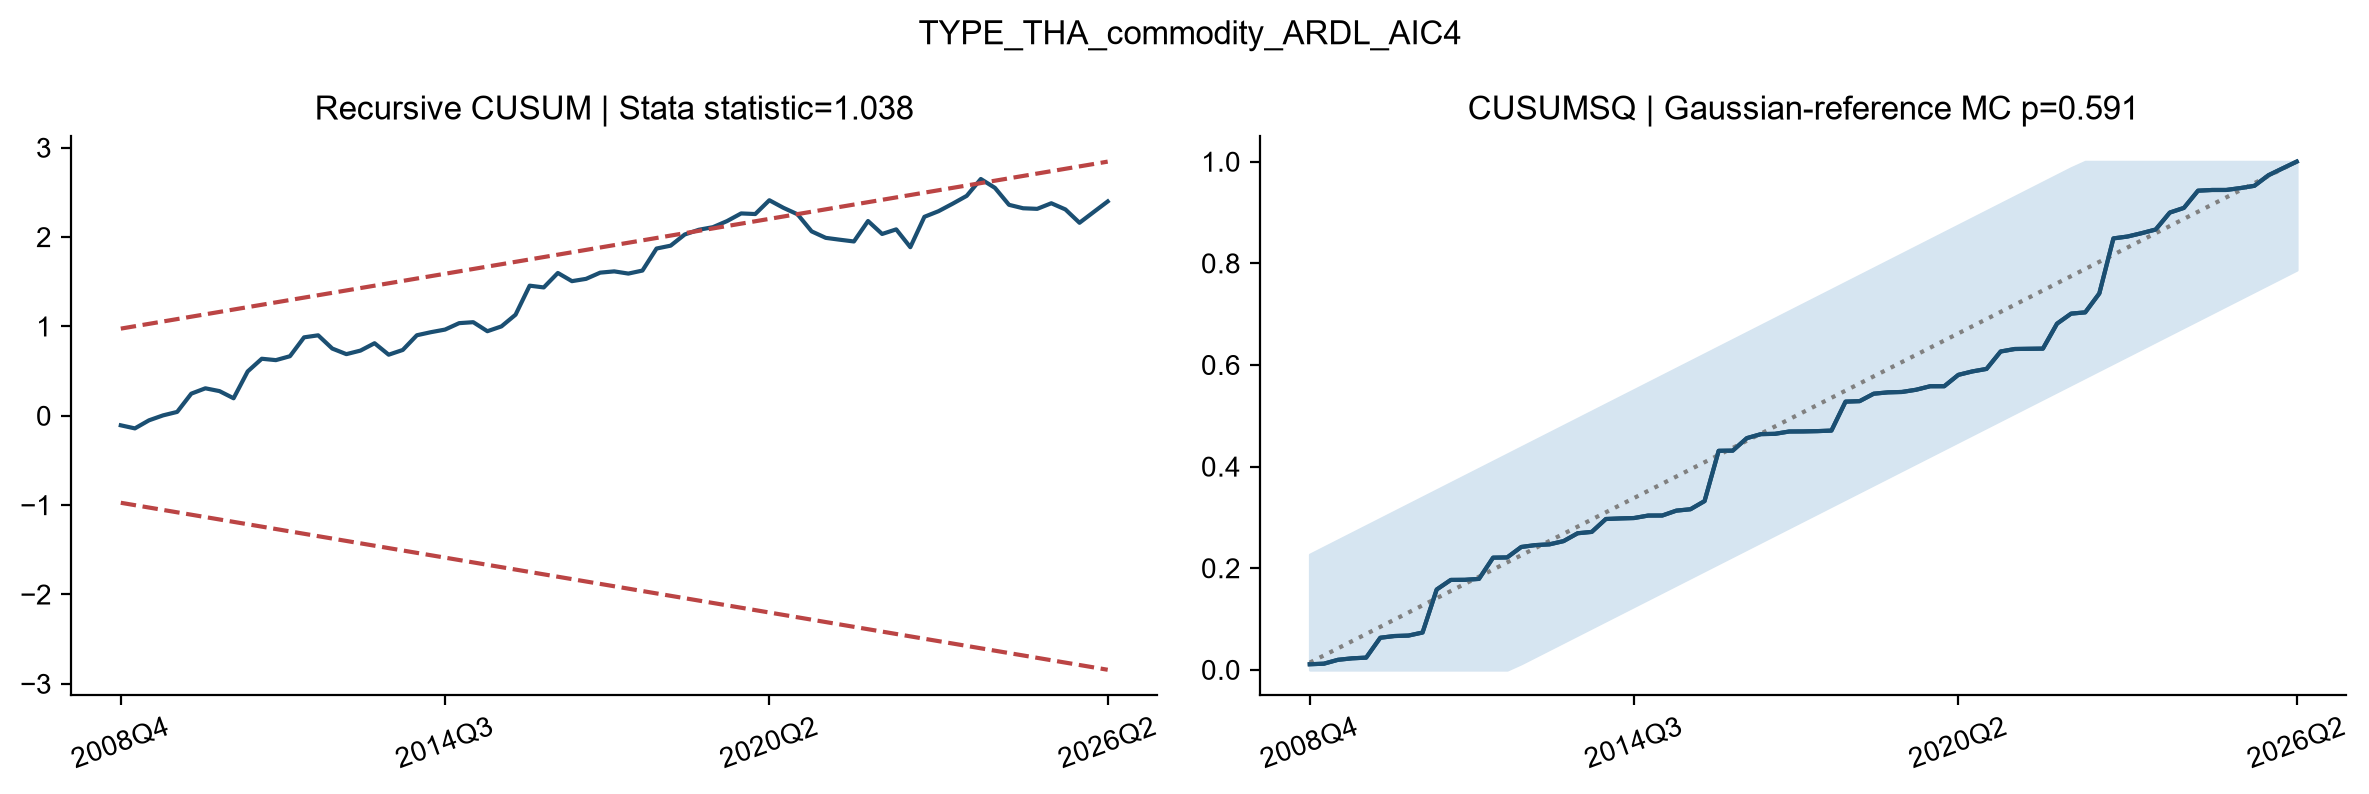 TYPE_THA_commodity_ARDL_AIC4
Recursive CUSUM | Stata statistic=1.038
3
2
1
0
−1
−2
−3
2008Q4
2014Q3
2020Q2
2026Q2
CUSUMSQ | Gaussian-reference MC p=0.591
1.0
0.8
0.6
0.4
0.2
0.0
2008Q4
2014Q3
2020Q2
2026Q2